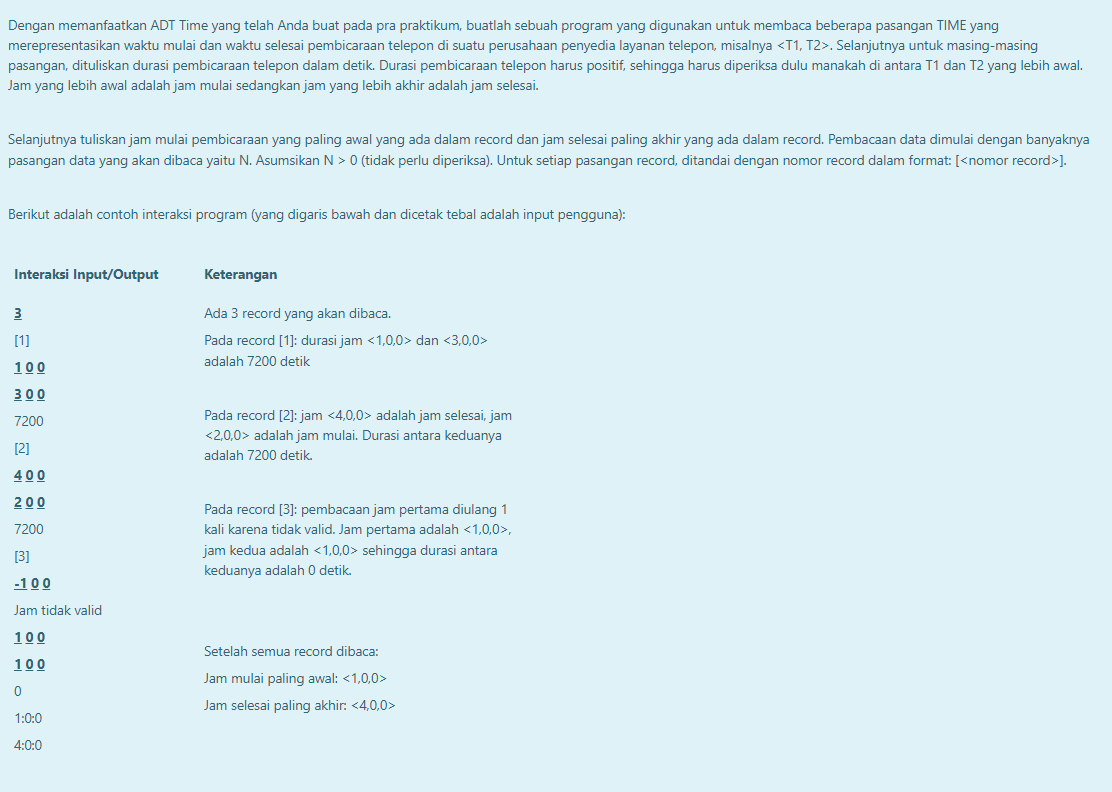 Dengan memanfaatkan ADT Time yang telah Anda buat pada pra praktikum, buatlah sebuah program yang digunakan untuk membaca beberapa pasangan TIME yang
merepresentasikan waktu mulai dan waktu selesai pembicaraan telepon di suatu perusahaan penyedia layanan telepon, misalnya <T1, T2>. Selanjutnya untuk masing-masing
pasangan, dituliskan durasi pembicaraan telepon dalam detik. Durasi pembicaraan telepon harus positif, sehingga harus diperiksa dulu manakah di antara T1 dan T2 yang lebih awal.
Jam yang lebih awal adalah jam mulai sedangkan jam yang lebih akhir adalah jam selesai.
Selanjutnya tuliskan jam mulai pembicaraan yang paling awal yang ada dalam record dan jam selesai paling akhir yang ada dalam record. Pembacaan data dimulai dengan banyaknya
pasangan data yang akan dibaca yaitu N. Asumsikan N > 0 (tidak perlu diperiksa). Untuk setiap pasangan record, ditandai dengan nomor record dalam format: [<nomor record>].
Berikut adalah contoh interaksi program (yang digaris bawah dan dicetak tebal adalah input pengguna):
Interaksi Input/Output
3
[1]
1 0 0
3 0 0
7200
[2]
4 0 0
2 0 0
7200
[3]
-1 0 0
Jam tidak valid
1 0 0
1 0 0
0
1:0:0
4:0:0
Keterangan
Ada 3 record yang akan dibaca.
Pada record [1]: durasi jam <1,0,0> dan <3,0,0>
adalah 7200 detik
Pada record [2]: jam <4,0,0> adalah jam selesai, jam
<2,0,0> adalah jam mulai. Durasi antara keduanya
adalah 7200 detik.
Pada record [3]: pembacaan jam pertama diulang 1
kali karena tidak valid. Jam pertama adalah <1,0,0>,
jam kedua adalah <1,0,0> sehingga durasi antara
keduanya adalah 0 detik.
Setelah semua record dibaca:
Jam mulai paling awal: <1,0,0>
Jam selesai paling akhir: <4,0,0>